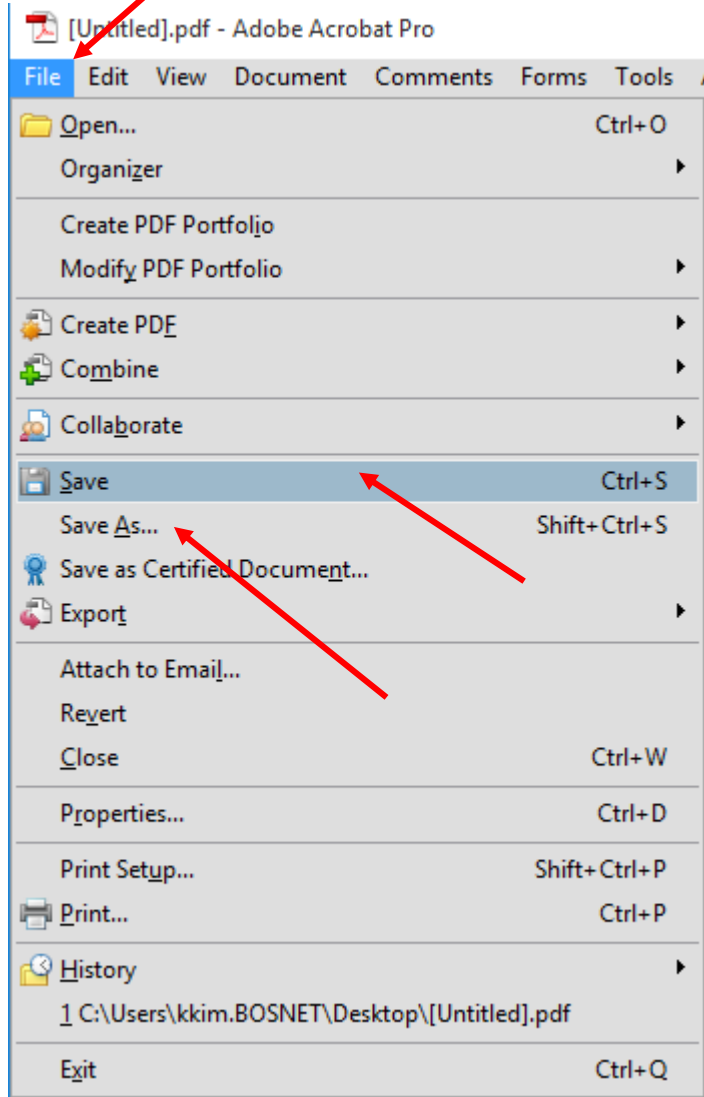 [Untitled].pdf - Adobe Acrobat Pro
File Edit View Document Comments Forms Tools
Open... Ctrl+O
Organizer
Create PDF Portfolio
Modify PDF Portfolio
Create PDF
Combine
Collaborate
Save Ctrl+S
Save As... Shift+Ctrl+S
Save as Certified Document...
Export
Attach to Email...
Revert
Close Ctrl+W
Properties... Ctrl+D
Print Setup... Shift+Ctrl+P
Print... Ctrl+P
History
1 C:\Users\kkim.BOSNET\Desktop\[Untitled].pdf
Exit Ctrl+Q